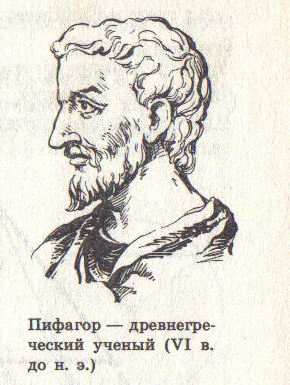 Пифагор — древнегре-
ческий ученый (VI в.
до н. э.)